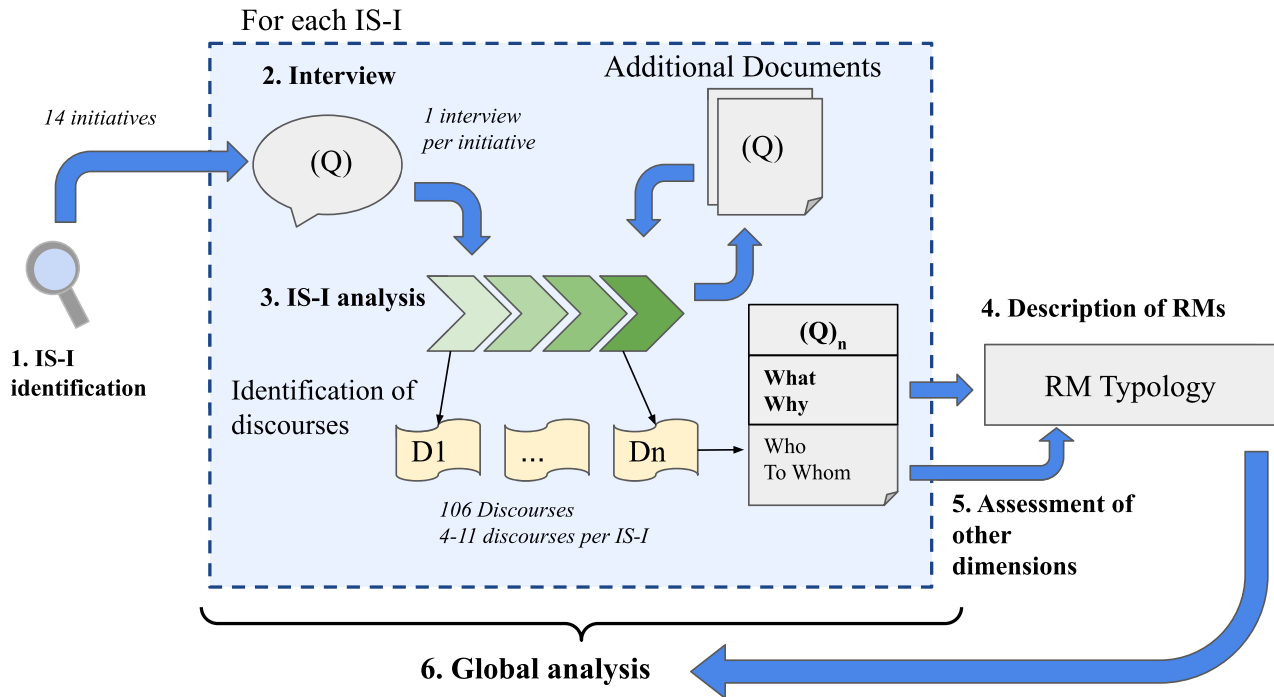 For each IS-I
2. Interview
Additional Documents
14 initiatives
1 interview
per initiative
(Q)
(Q)
3. IS-I analysis
1. IS-I
identification
4. Description of RMs
(Q)n
What
Why
RM Typology
Identification of
discourses
D1
...
Dn
Who
To Whom
106 Discourses
4-11 discourses per IS-I
5. Assessment of
other
dimensions
6. Global analysis